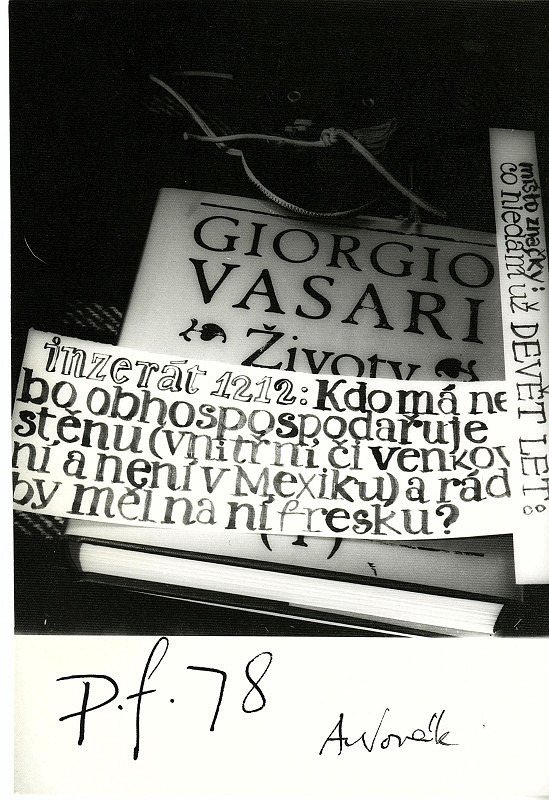 GIORGIO
VASARI
Životy
inzerát 1212: Kdo má ne
bo obhospospodařuje
stěnu (vnitřní či venkov
ní a není v Mexiku) a rád
by měl na ní fresku?
(I)
místo značky:
co hledám už DEVĚT LET:
P.f. 78
A. Novák